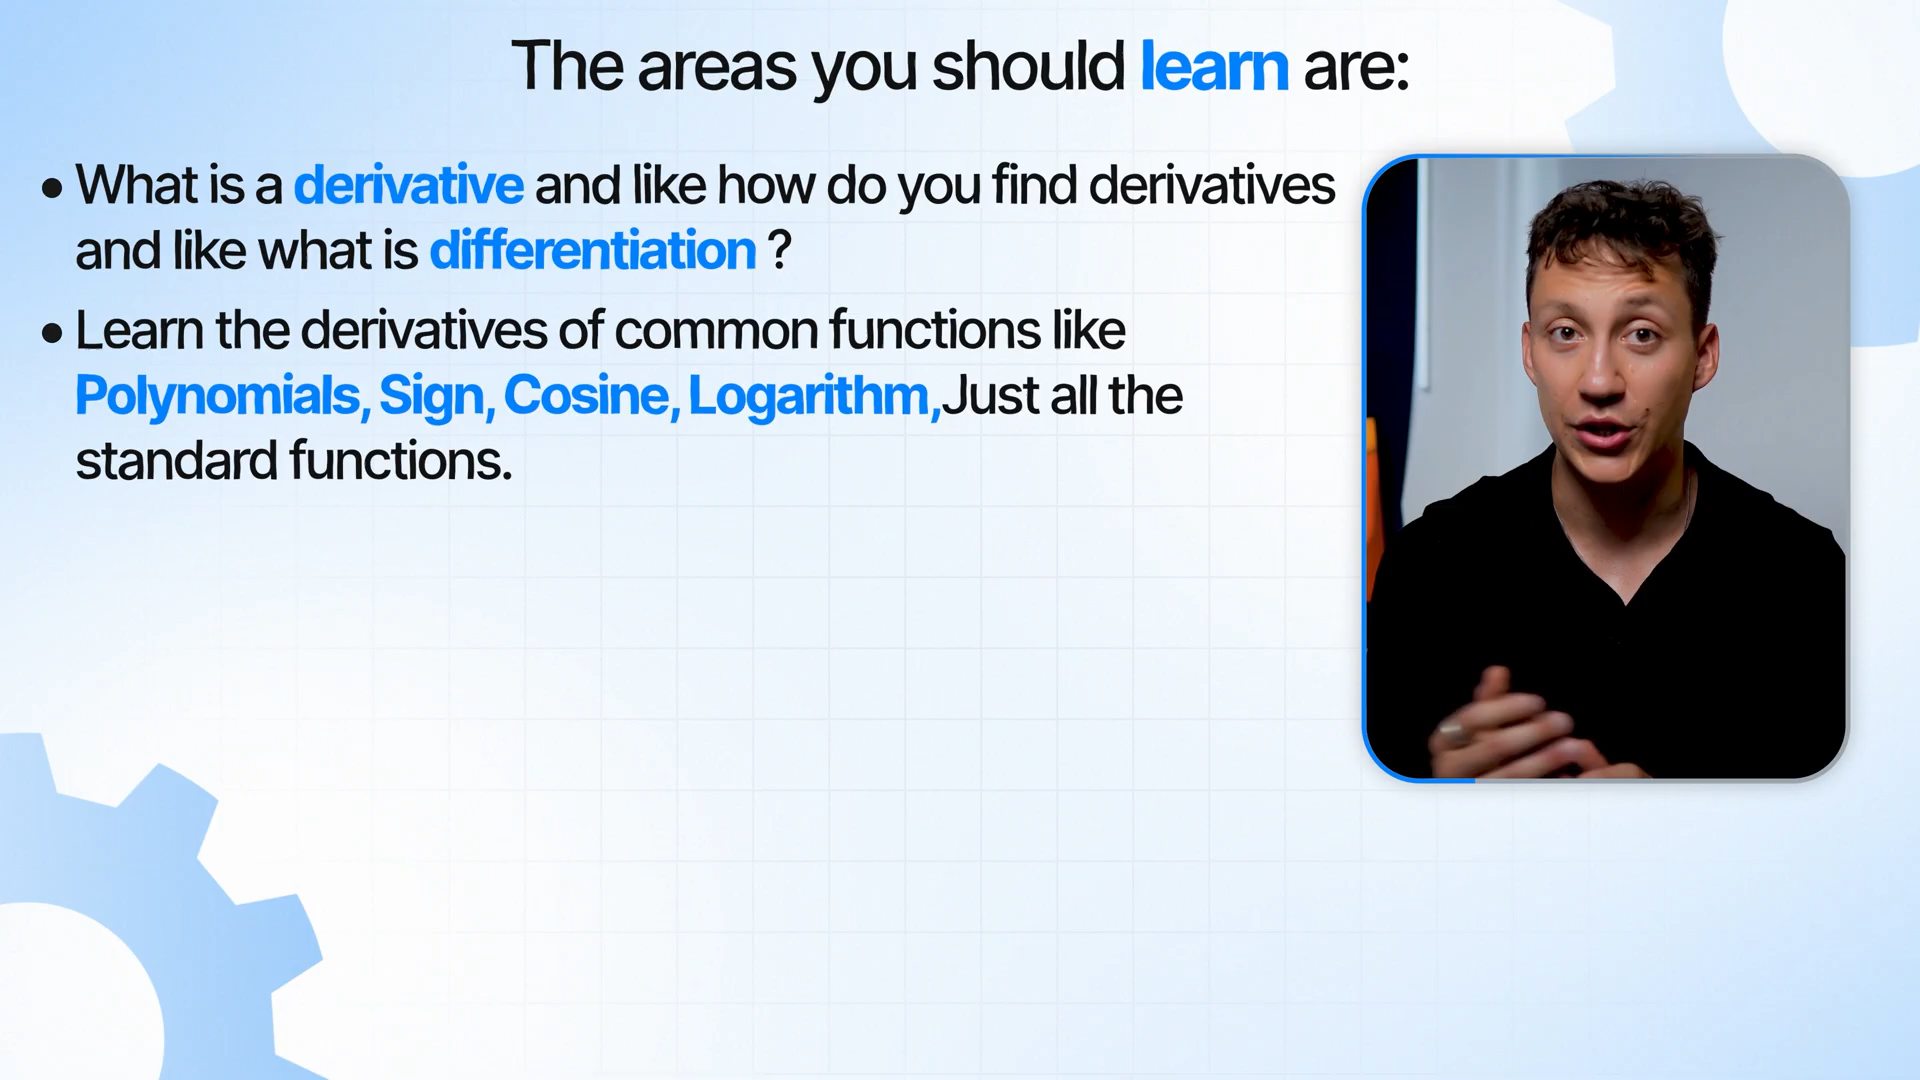 The areas you should learn are:
• What is a derivative and like how do you find derivatives
and like what is differentiation ?
• Learn the derivatives of common functions like
Polynomials, Sign, Cosine, Logarithm,Just all the
standard functions.